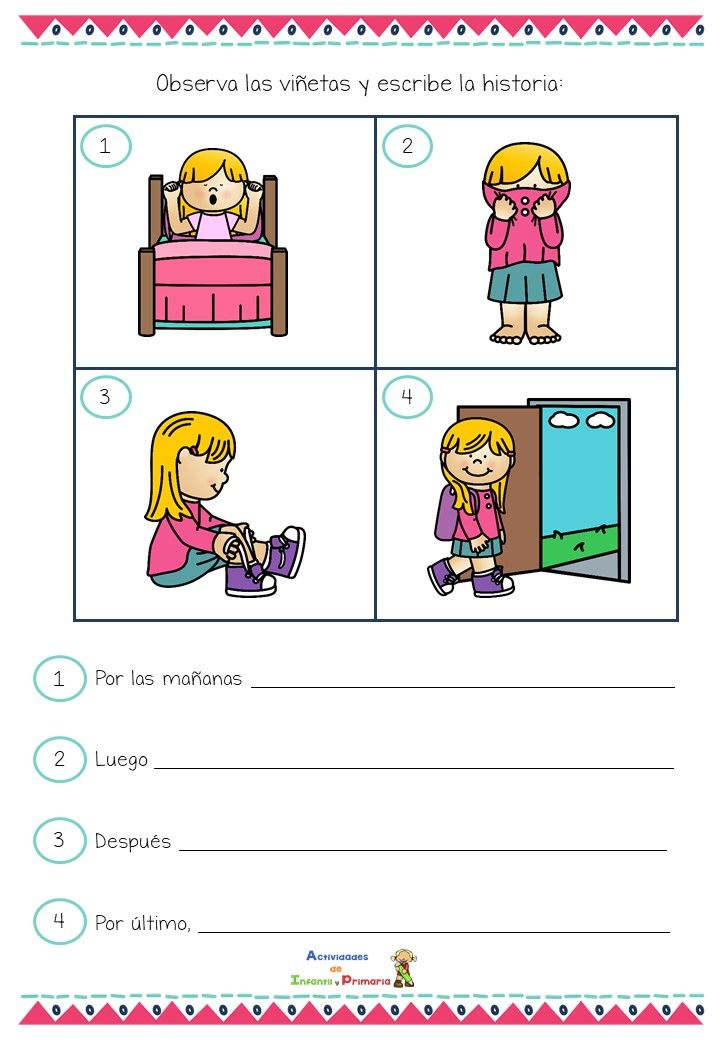 Observa las viñetas y escribe la historia:
1
2
3
4
1 Por las mañanas
2 Luego
3 Después
4 Por último,
Actividades
de
Infantil y Primaria